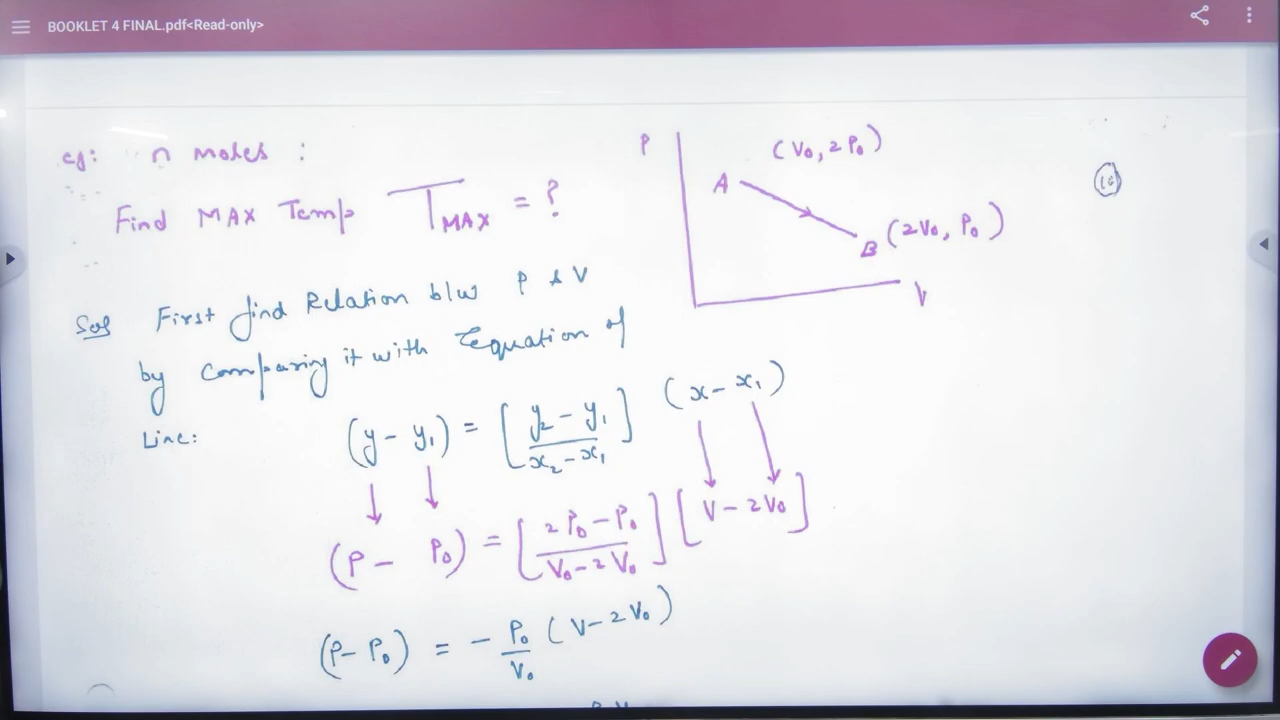 BOOKLET 4 FINAL.pdf<Read-only>
eg: n moles :
Find MAX Temp T_MAX = ?
P
(V₀, 2P₀)
A
B (2V₀, P₀)
V
(16)
Sol First find Relation b/w P & V
by comparing it with Equation of
Line:
(y - y₁) = [y₂ - y₁ / x₂ - x₁] (x - x₁)
(P - P₀) = [2P₀ - P₀ / V₀ - 2V₀] [V - 2V₀]
(P - P₀) = - P₀/V₀ (V - 2V₀)